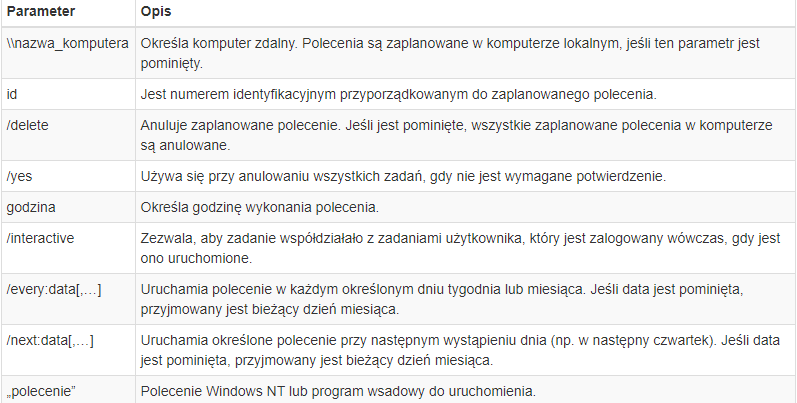 Parameter Opis
\\nazwa_komputera Określa komputer zdalny. Polecenia są zaplanowane w komputerze lokalnym, jeśli ten parametr jest
pominięty.
id Jest numerem identyfikacyjnym przyporządkowanym do zaplanowanego polecenia.
/delete Anuluje zaplanowane polecenie. Jeśli jest pominięte, wszystkie zaplanowane polecenia w komputerze
są anulowane.
/yes Używa się przy anulowaniu wszystkich zadań, gdy nie jest wymagane potwierdzenie.
godzina Określa godzinę wykonania polecenia.
/interactive Zezwala, aby zadanie współdziałało z zadaniami użytkownika, który jest zalogowany wówczas, gdy jest
ono uruchomione.
/every:data[,…] Uruchamia polecenie w każdym określonym dniu tygodnia lub miesiąca. Jeśli data jest pominięta,
przyjmowany jest bieżący dzień miesiąca.
/next:data[,…] Uruchamia określone polecenie przy następnym wystąpieniu dnia (np. w następny czwartek). Jeśli data
jest pominięta, przyjmowany jest bieżący dzień miesiąca.
„polecenie” Polecenie Windows NT lub program wsadowy do uruchomienia.